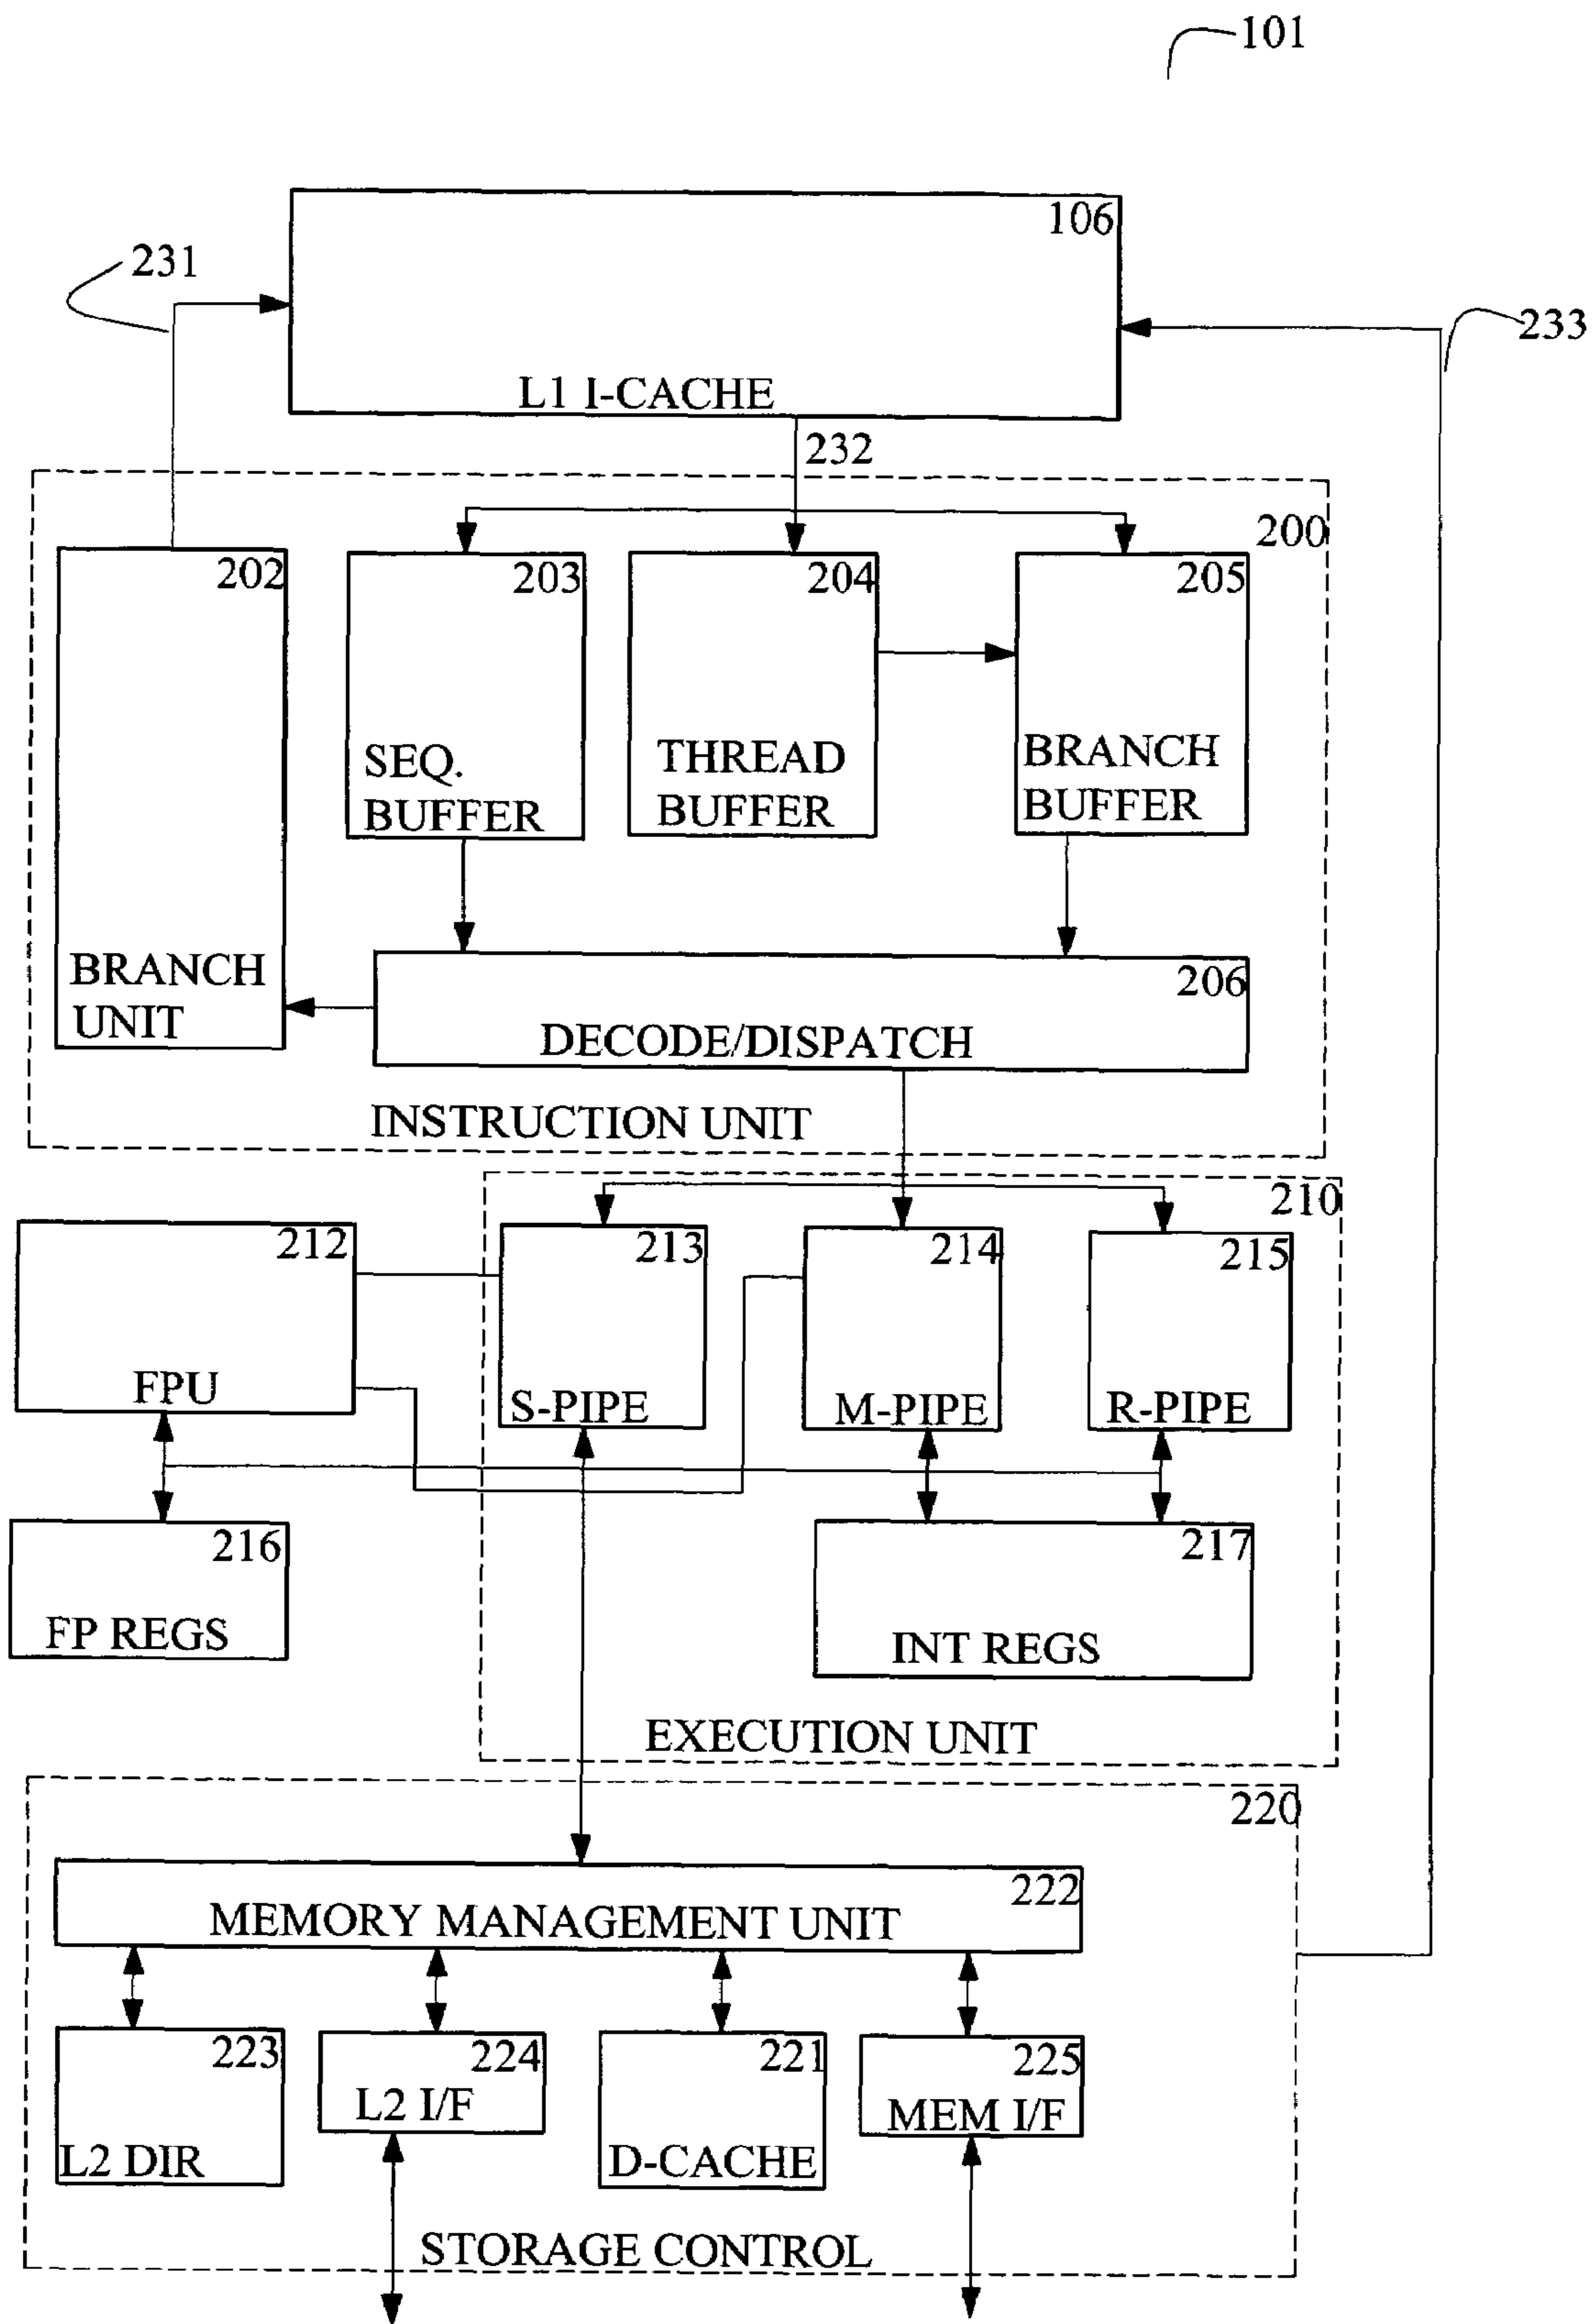 101
106
231
233
L1 I-CACHE
232
200
202
203
204
205
SEQ.
BUFFER
THREAD
BUFFER
BRANCH
BUFFER
BRANCH
UNIT
206
DECODE/DISPATCH
INSTRUCTION UNIT
210
212
213
214
215
FPU
S-PIPE
M-PIPE
R-PIPE
216
217
FP REGS
INT REGS
EXECUTION UNIT
220
222
MEMORY MANAGEMENT UNIT
223
224
221
225
L2 I/F
MEM I/F
L2 DIR
D-CACHE
STORAGE CONTROL